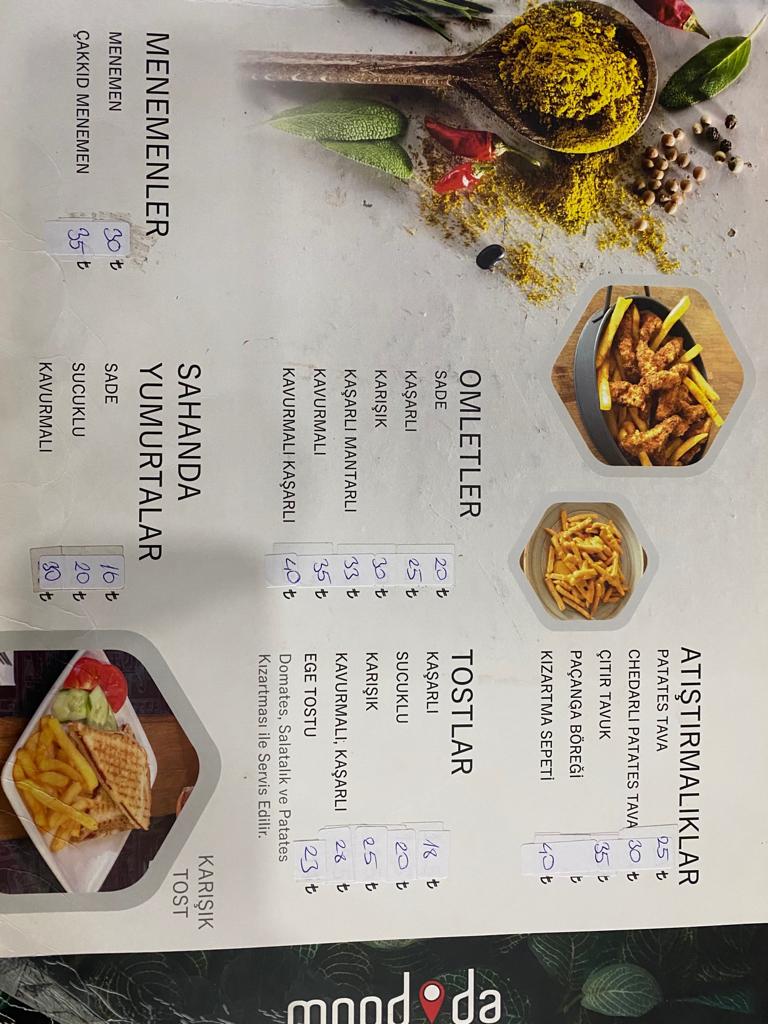 MENEMENLER
MENEMEN 30 ₺
ÇAKKID MENEMEN 35 ₺
SAHANDA
YUMURTALAR
SADE 16 ₺
SUCUKLU 20 ₺
KAVURMALI 30 ₺
OMLETLER
SADE 20 ₺
KAŞARLI 25 ₺
KARIŞIK 30 ₺
KAŞARLI MANTARLI 33 ₺
KAVURMALI 35 ₺
KAVURMALI KAŞARLI 40 ₺
ATIŞTIRMALIKLAR
PATATES TAVA 25 ₺
CHEDARLI PATATES TAVA 30 ₺
ÇITIR TAVUK 35 ₺
PAÇANGA BÖREĞİ ₺
KIZARTMA SEPETİ 40 ₺
TOSTLAR
KAŞARLI 18 ₺
SUCUKLU 20 ₺
KARIŞIK 25 ₺
KAVURMALI, KAŞARLI 28 ₺
EGE TOSTU 23 ₺
Domates, Salatalık ve Patates
Kızartması ile Servis Edilir.
KARIŞIK
TOST
mood da